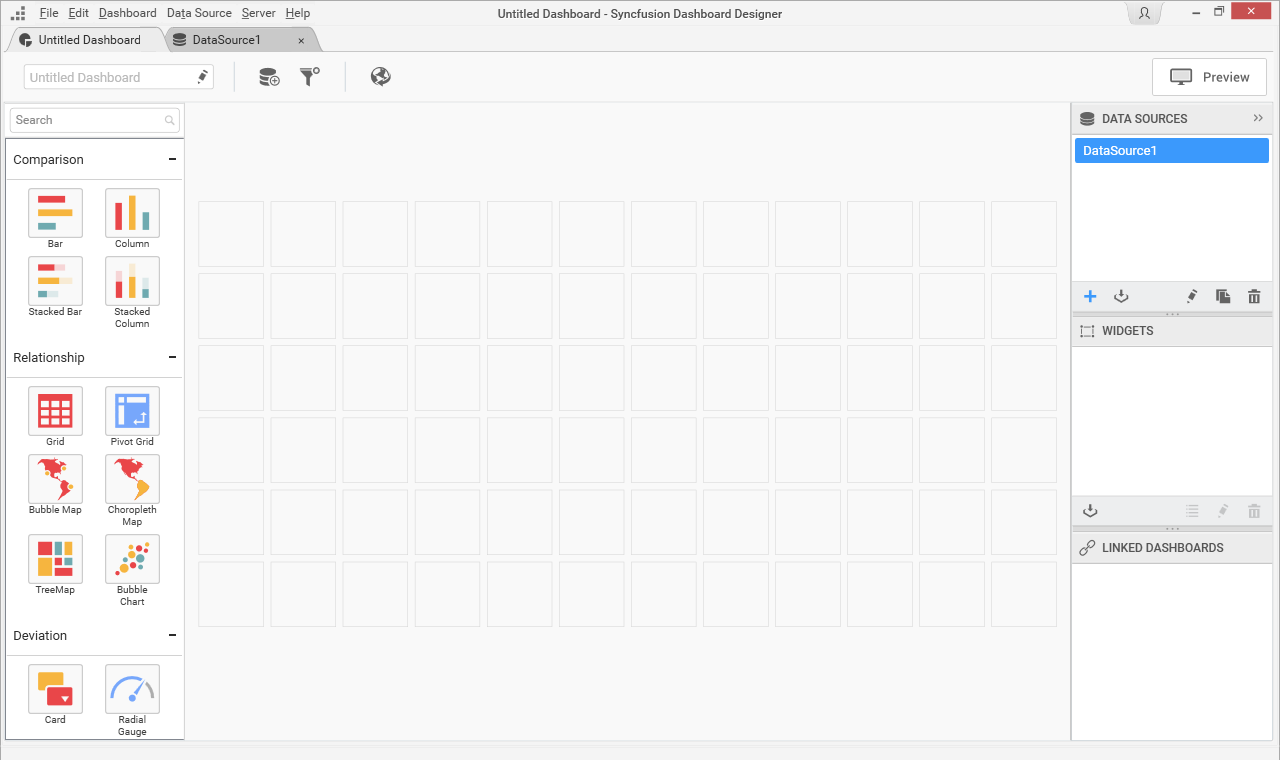 File Edit Dashboard Data Source Server Help
Untitled Dashboard - Syncfusion Dashboard Designer
Untitled Dashboard
DataSource1
Untitled Dashboard
Preview
Search
Comparison
Bar
Column
Stacked Bar
Stacked
Column
Relationship
Grid
Pivot Grid
Bubble Map
Choropleth
Map
TreeMap
Bubble
Chart
Deviation
Card
Radial
Gauge
DATA SOURCES
DataSource1
WIDGETS
LINKED DASHBOARDS